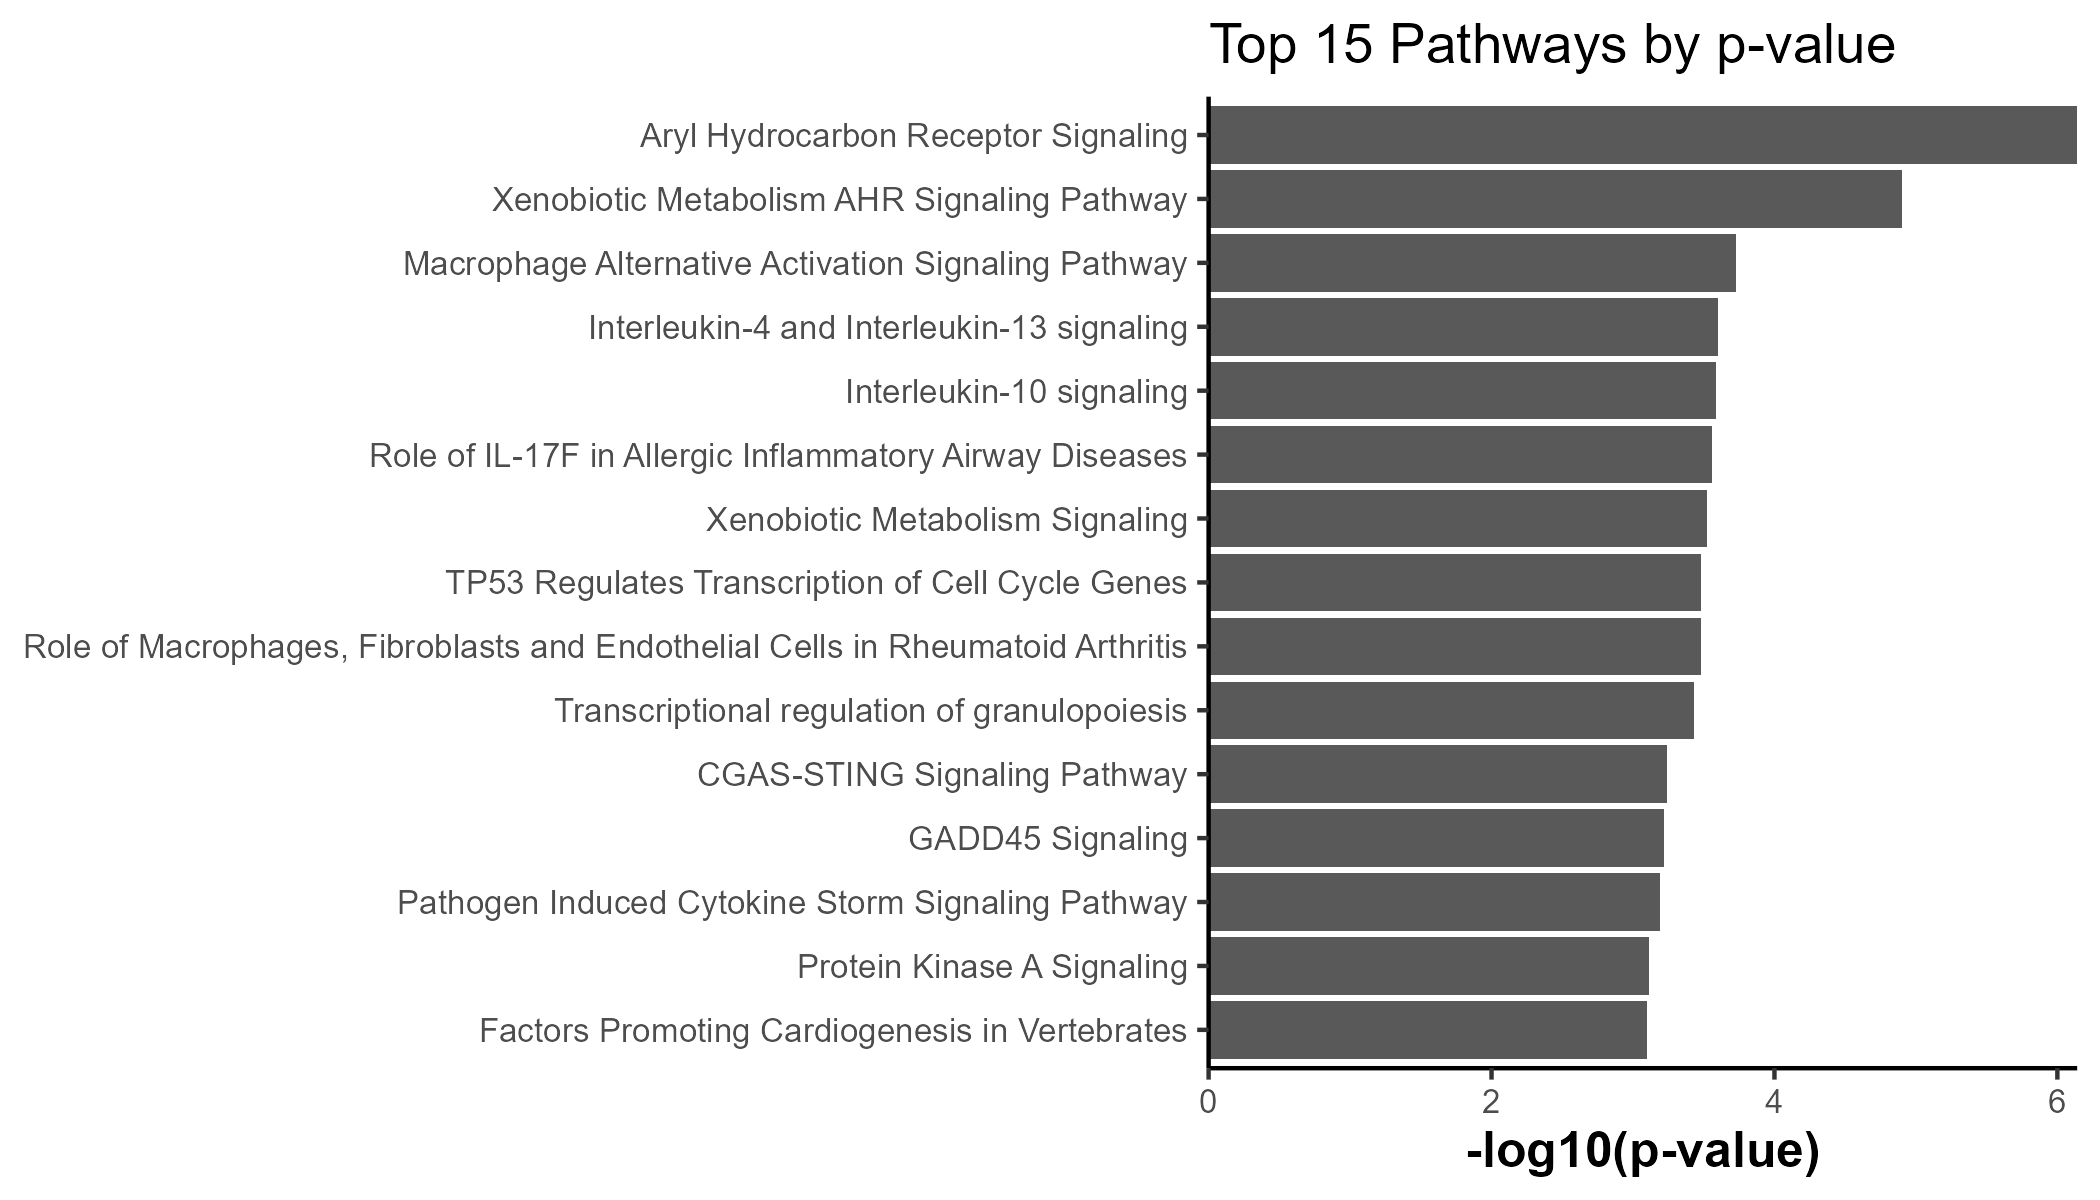 Top 15 Pathways by p-value
Aryl Hydrocarbon Receptor Signaling
Xenobiotic Metabolism AHR Signaling Pathway
Macrophage Alternative Activation Signaling Pathway
Interleukin-4 and Interleukin-13 signaling
Interleukin-10 signaling
Role of IL-17F in Allergic Inflammatory Airway Diseases
Xenobiotic Metabolism Signaling
TP53 Regulates Transcription of Cell Cycle Genes
Role of Macrophages, Fibroblasts and Endothelial Cells in Rheumatoid Arthritis
Transcriptional regulation of granulopoiesis
CGAS-STING Signaling Pathway
GADD45 Signaling
Pathogen Induced Cytokine Storm Signaling Pathway
Protein Kinase A Signaling
Factors Promoting Cardiogenesis in Vertebrates
0 2 4 6
-log10(p-value)